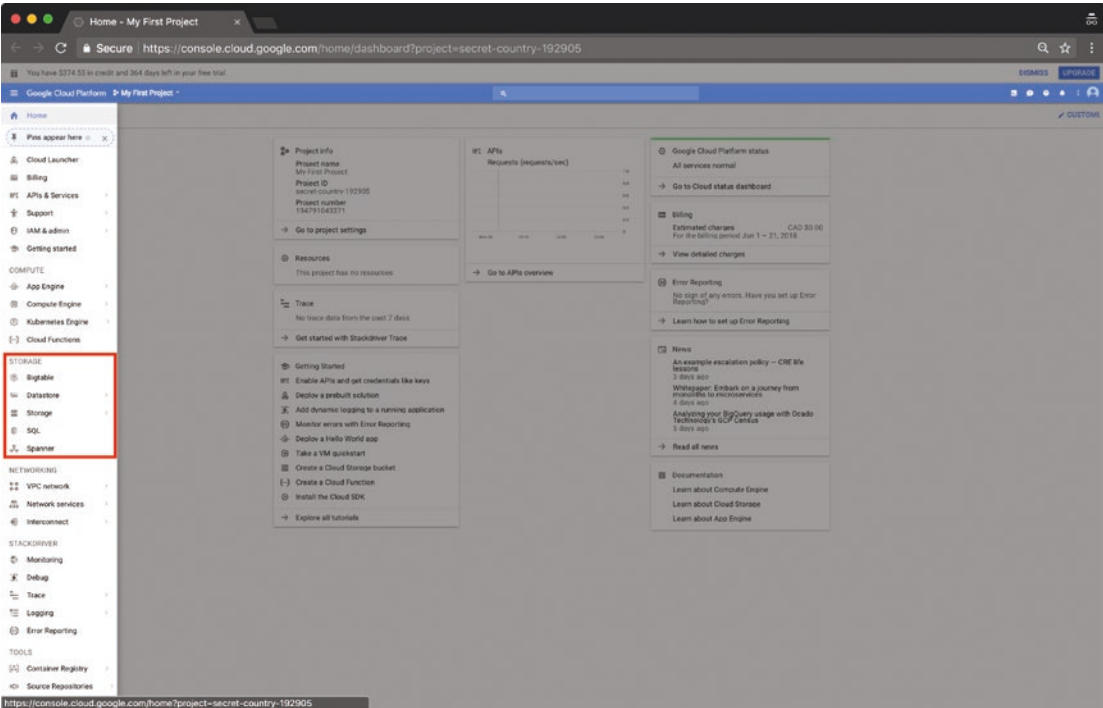 Home - My First Project
Secure https://console.cloud.google.com/home/dashboard?project=secret-country-192905
You have $374.53 in credit and 364 days left in your free trial.
DISMISS
UPGRADE
Google Cloud Platform
My First Project
Home
CUSTOMI
Pins appear here
Cloud Launcher
Billing
APIs & Services
Support
IAM & admin
Getting started
COMPUTE
App Engine
Compute Engine
Kubernetes Engine
Cloud Functions
STORAGE
Bigtable
Datastore
Storage
SQL
Spanner
NETWORKING
VPC network
Network services
Interconnect
STACKDRIVER
Monitoring
Debug
Trace
Logging
Error Reporting
TOOLS
Container Registry
Source Repositories
https://console.cloud.google.com/home?project=secret-country-192905
Project info
Project name
My First Project
Project ID
secret-country-192905
Project number
194791043371
Go to project settings
Resources
This project has no resources
Trace
No trace data from the past 7 days
Get started with Stackdriver Trace
Getting Started
Enable APIs and get credentials like keys
Deploy a prebuilt solution
Add dynamic logging to a running application
Monitor errors with Error Reporting
Deploy a Hello World app
Take a VM quickstart
Create a Cloud Storage bucket
Create a Cloud Function
Install the Cloud SDK
Explore all tutorials
APIs
Requests (requests/sec)
Go to APIs overview
Google Cloud Platform status
All services normal
Go to Cloud status dashboard
Billing
Estimated charges CAD $0.00
For the billing period Jan 1 – 21, 2018
View detailed charges
Error Reporting
No sign of any errors. Have you set up Error
Reporting?
Learn how to set up Error Reporting
News
An example escalation policy — CRE life
lessons
3 days ago
Whitepaper: Embark on a journey from
monoliths to microservices
4 days ago
Analyzing your BigQuery usage with Ocado
Technology's GCP Census
5 days ago
Read all news
Documentation
Learn about Compute Engine
Learn about Cloud Storage
Learn about App Engine